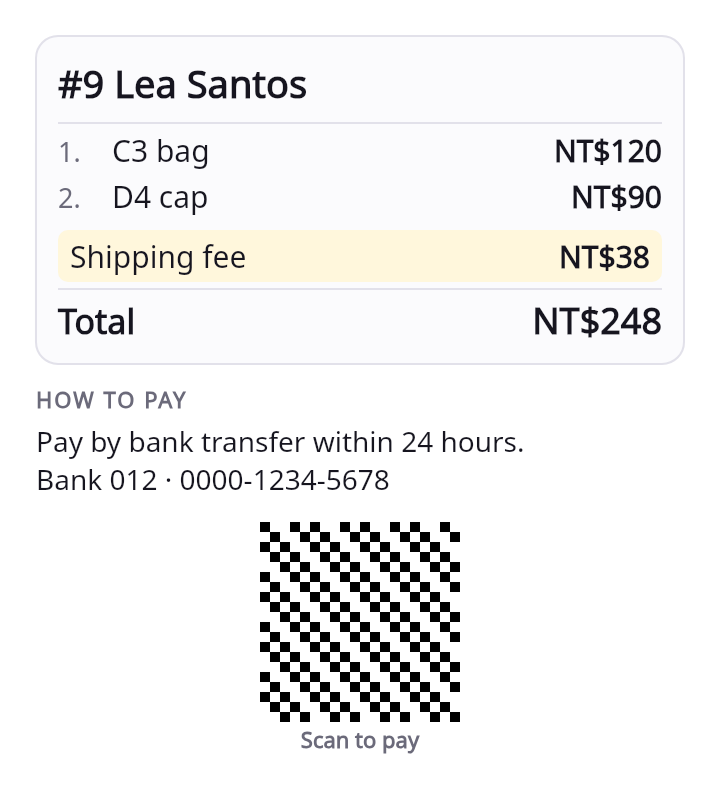 #9 Lea Santos
1. C3 bag NT$120
2. D4 cap NT$90
Shipping fee NT$38
Total NT$248
HOW TO PAY
Pay by bank transfer within 24 hours.
Bank 012 · 0000-1234-5678
Scan to pay